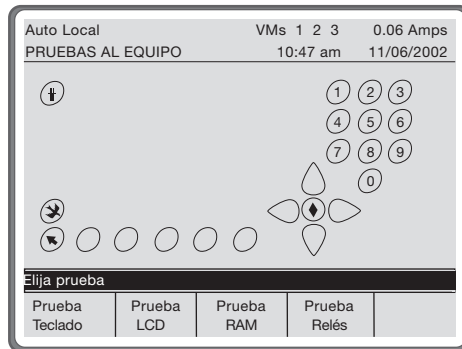 Auto Local VMs 1 2 3 0.06 Amps
PRUEBAS AL EQUIPO 10:47 am 11/06/2002
1 2 3
4 5 6
7 8 9
0
Elija prueba
Prueba Teclado
Prueba LCD
Prueba RAM
Prueba Relés